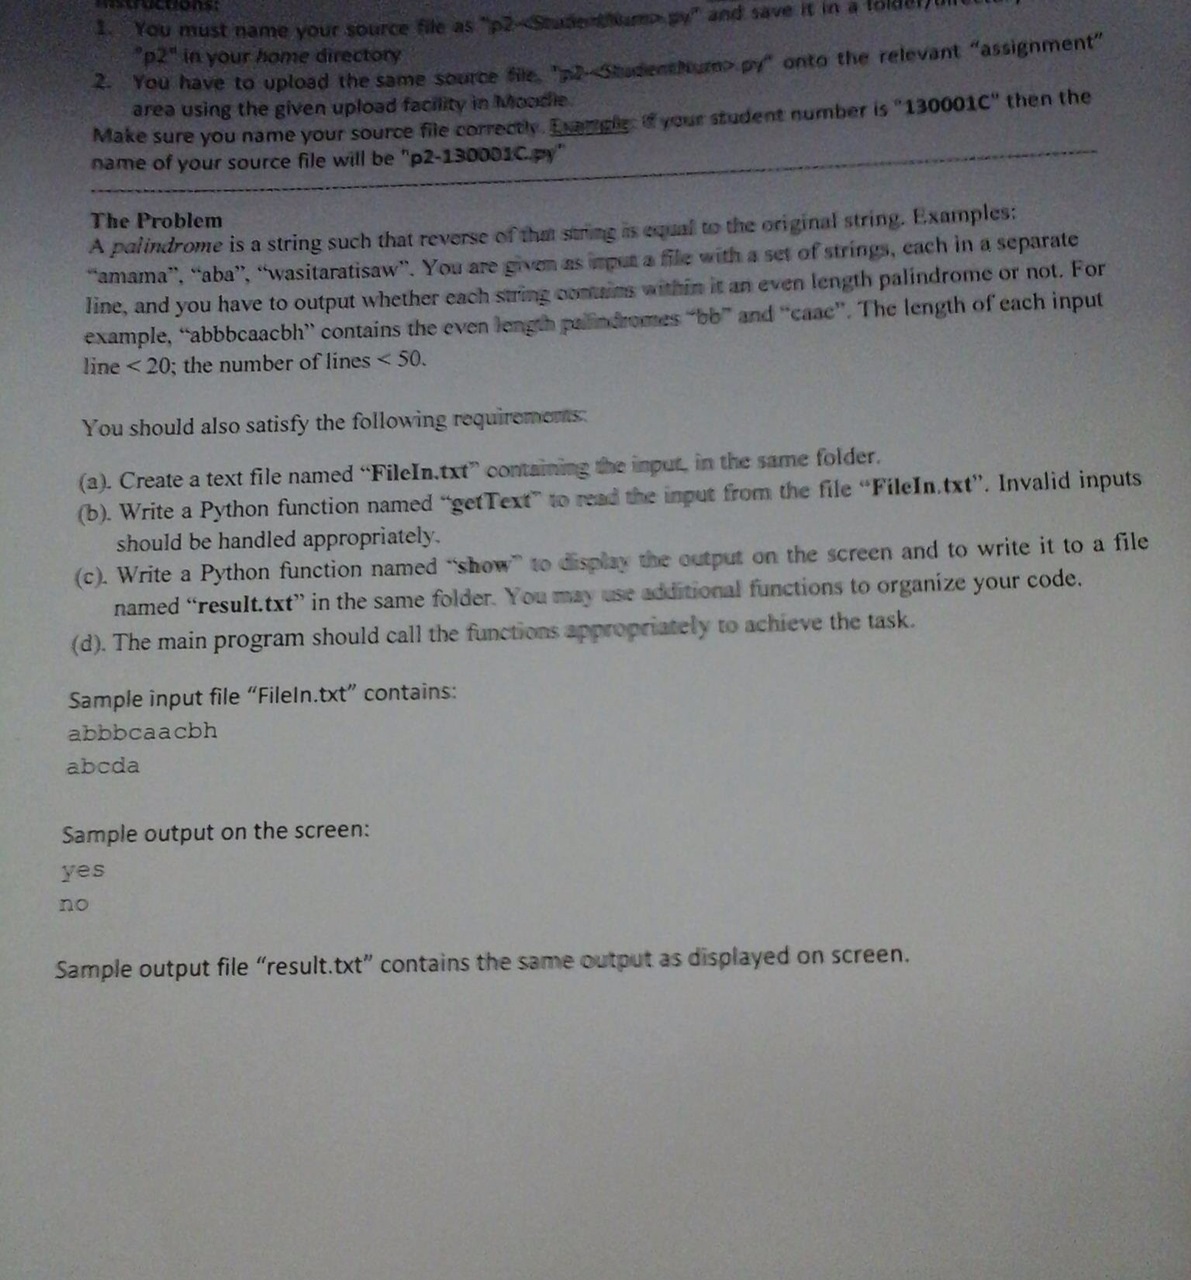 Instructions:
1. You must name your source file as "p2-<StudentNum>.py" and save it in a
"p2" in your home directory
2. You have to upload the same source file, "p2-<StudentNum>.py" onto the relevant "assignment"
area using the given upload facility in Moodle.
Make sure you name your source file correctly. Example: if your student number is "130001C" then the
name of your source file will be "p2-130001C.py"
The Problem
A palindrome is a string such that reverse of that string is equal to the original string. Examples:
"amama", "aba", "wasitaratisaw". You are given as input a file with a set of strings, each in a separate
line, and you have to output whether each string contains within it an even length palindrome or not. For
example, "abbbcaacbh" contains the even length palindromes "bb" and "caac". The length of each input
line < 20; the number of lines < 50.
You should also satisfy the following requirements:
(a). Create a text file named "FileIn.txt" containing the input, in the same folder.
(b). Write a Python function named "getText" to read the input from the file "FileIn.txt". Invalid inputs
should be handled appropriately.
(c). Write a Python function named "show" to display the output on the screen and to write it to a file
named "result.txt" in the same folder. You may use additional functions to organize your code.
(d). The main program should call the functions appropriately to achieve the task.
Sample input file "FileIn.txt" contains:
abbbcaacbh
abcda
Sample output on the screen:
yes
no
Sample output file "result.txt" contains the same output as displayed on screen.